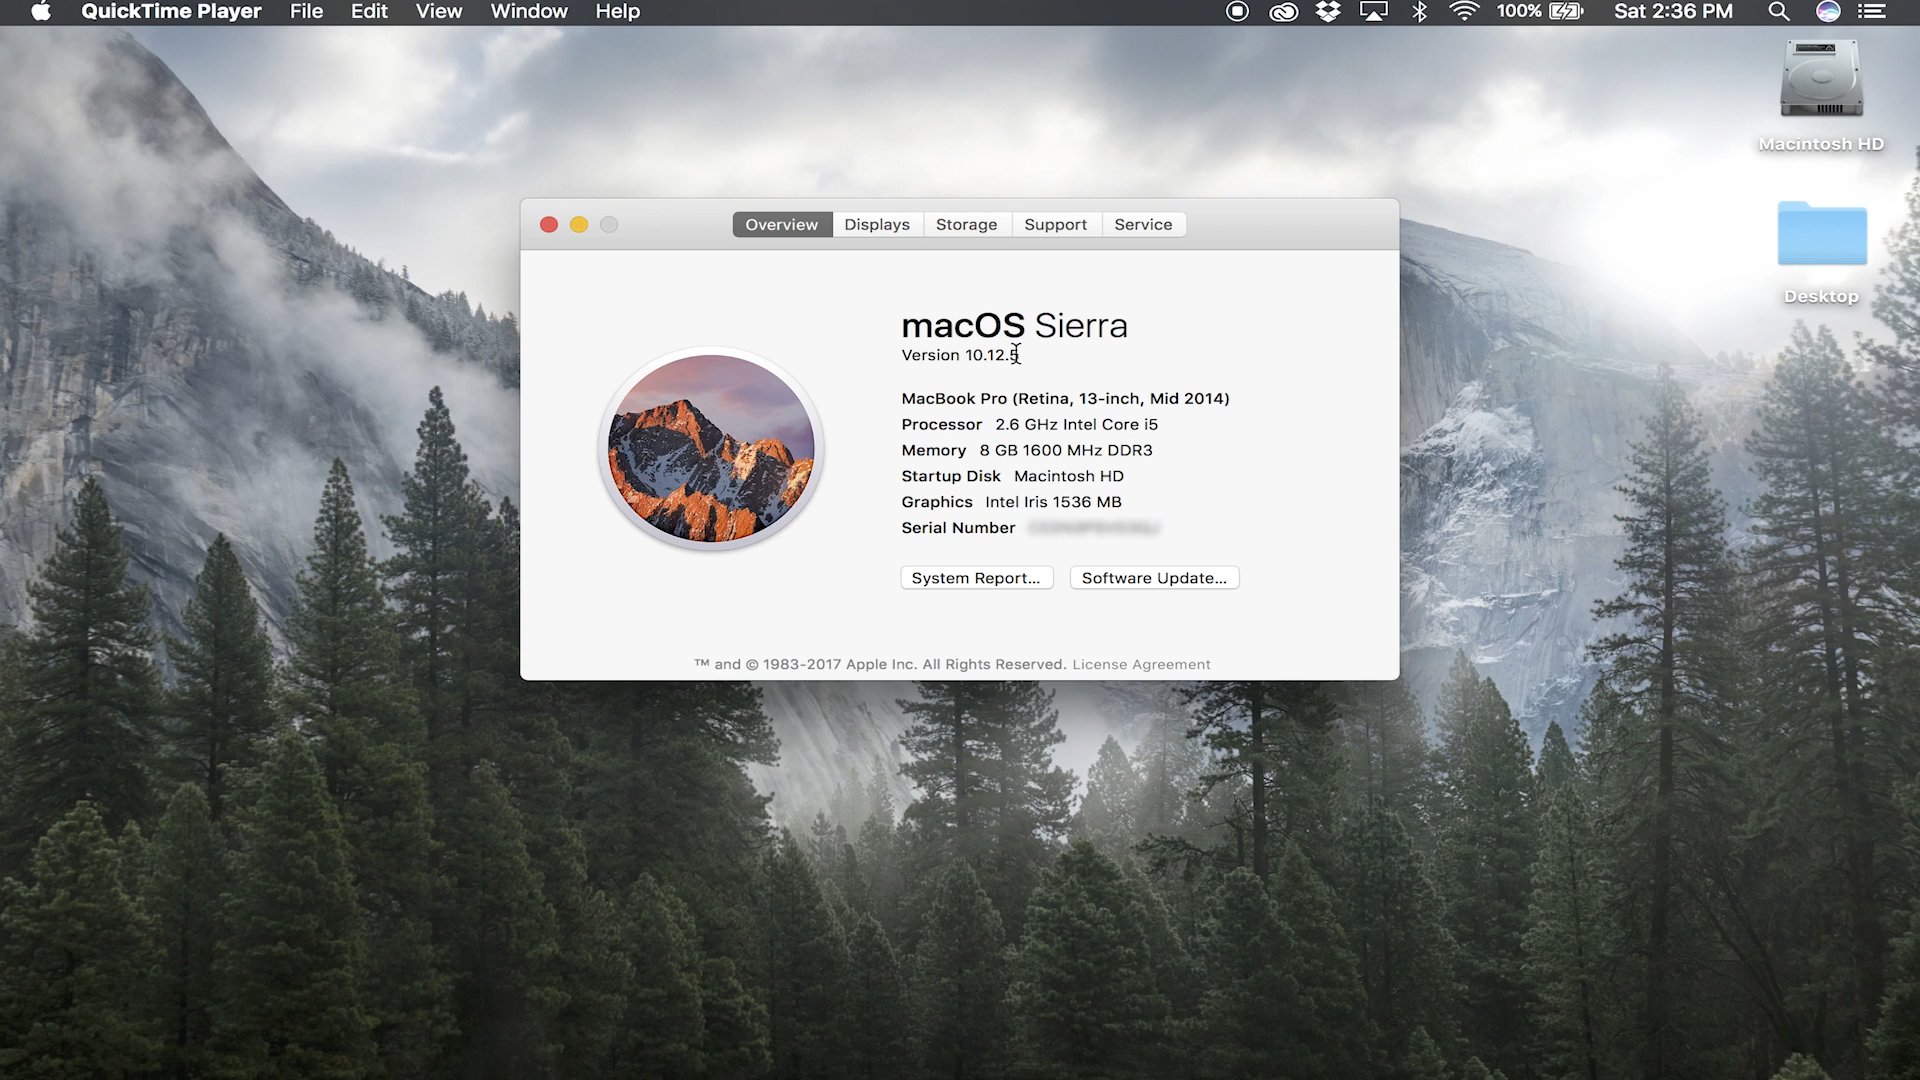 QuickTime Player File Edit View Window Help 100% Sat 2:36 PM
Macintosh HD
Desktop
Overview Displays Storage Support Service
macOS Sierra
Version 10.12.5
MacBook Pro (Retina, 13-inch, Mid 2014)
Processor 2.6 GHz Intel Core i5
Memory 8 GB 1600 MHz DDR3
Startup Disk Macintosh HD
Graphics Intel Iris 1536 MB
Serial Number
System Report... Software Update...
™ and © 1983-2017 Apple Inc. All Rights Reserved. License Agreement